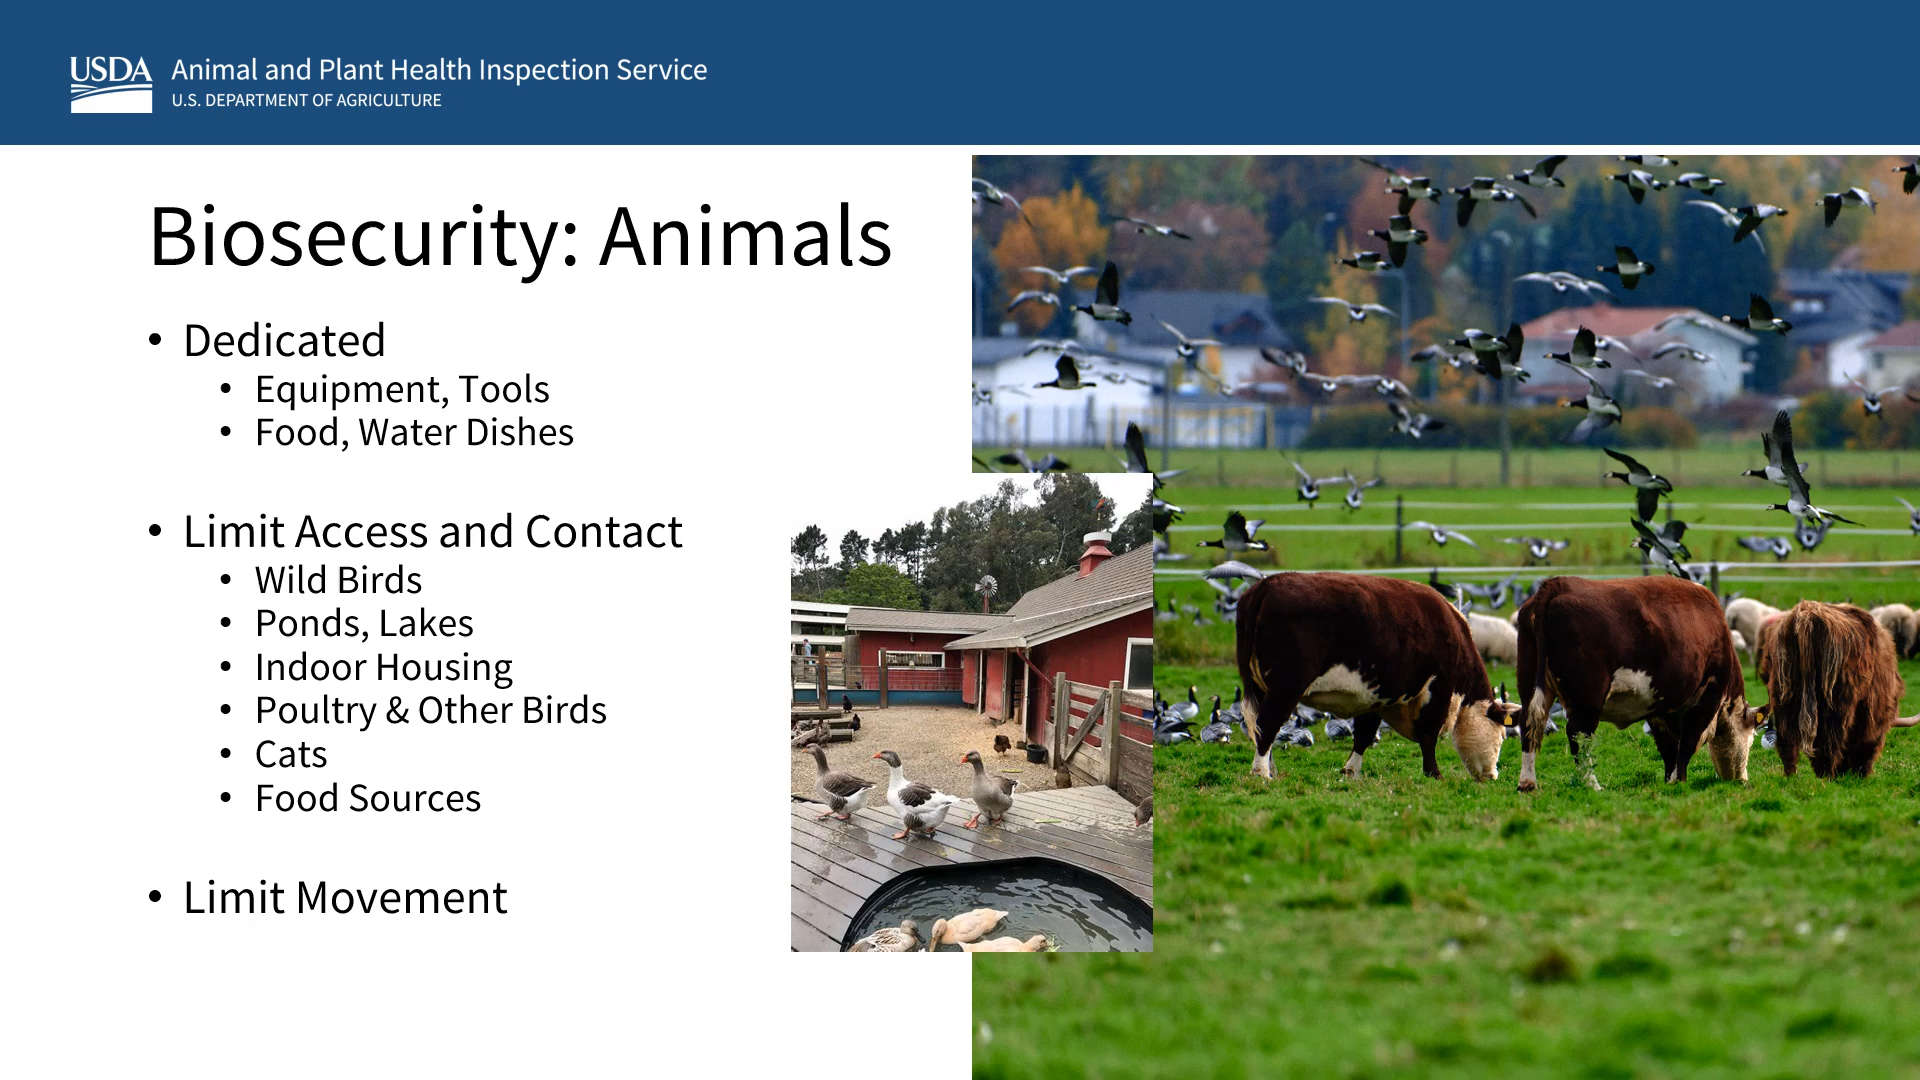 USDA
Animal and Plant Health Inspection Service
U.S. DEPARTMENT OF AGRICULTURE
Biosecurity: Animals
• Dedicated
• Equipment, Tools
• Food, Water Dishes
• Limit Access and Contact
• Wild Birds
• Ponds, Lakes
• Indoor Housing
• Poultry & Other Birds
• Cats
• Food Sources
• Limit Movement